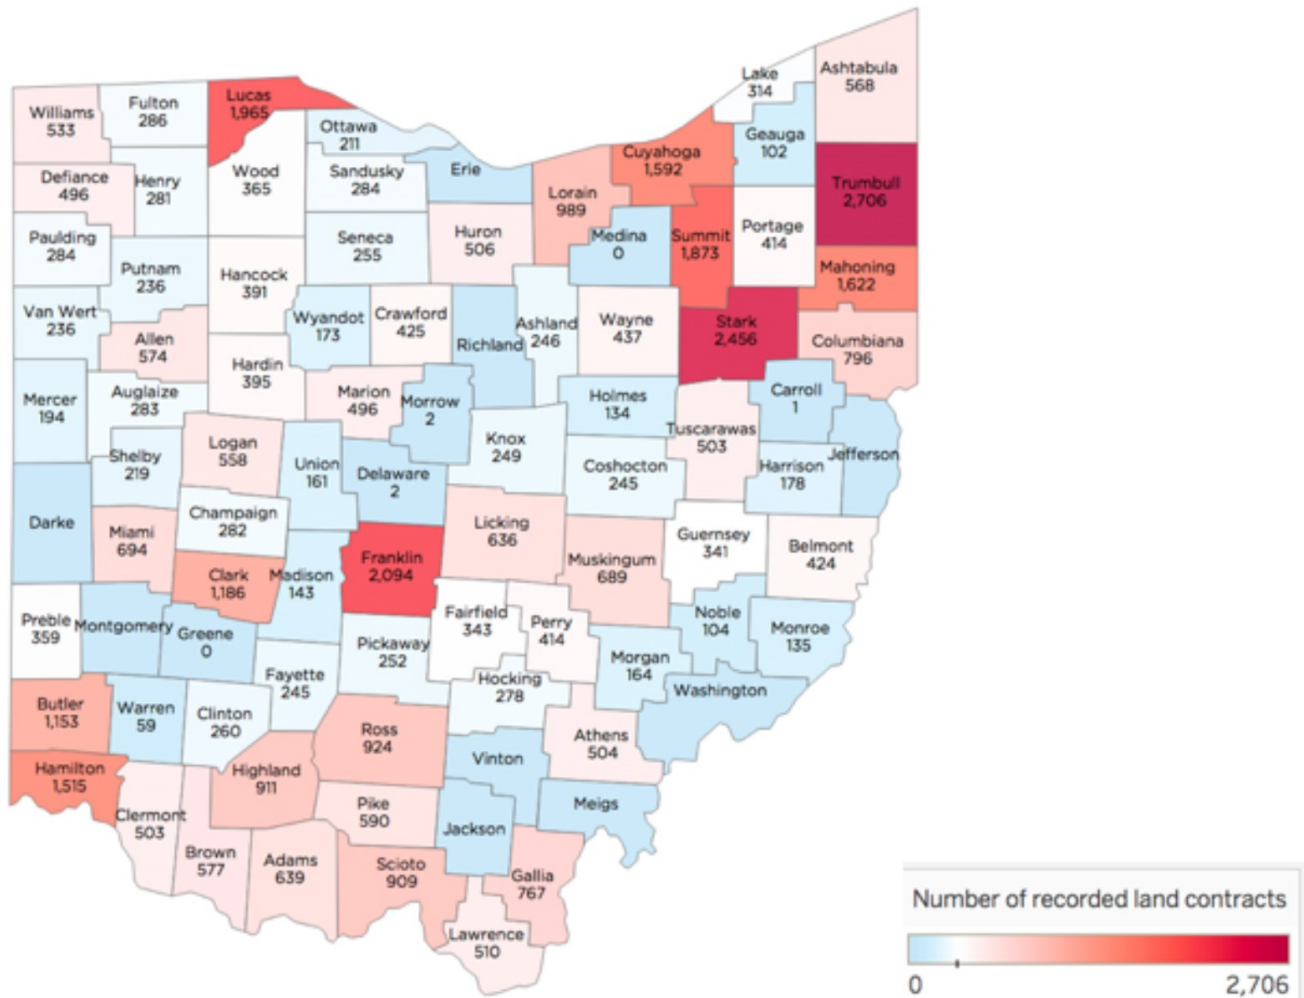 Lake
314
Ashtabula
568
Williams
533
Fulton
286
Lucas
1,965
Ottawa
211
Geauga
102
Cuyahoga
1,592
Defiance
496
Henry
281
Wood
365
Sandusky
284
Erie
Lorain
989
Trumbull
2,706
Paulding
284
Seneca
255
Huron
506
Medina
0
Summit
1,873
Portage
414
Putnam
236
Hancock
391
Mahoning
1,622
Van Wert
236
Allen
574
Wyandot
173
Crawford
425
Richland
Ashland
246
Wayne
437
Stark
2,456
Columbiana
796
Hardin
395
Mercer
194
Auglaize
283
Marion
496
Morrow
2
Holmes
134
Carroll
1
Tuscarawas
503
Knox
249
Logan
558
Shelby
219
Union
161
Delaware
2
Coshocton
245
Harrison
178
Jefferson
Darke
Miami
694
Champaign
282
Licking
636
Muskingum
689
Guernsey
341
Belmont
424
Clark
1,186
Madison
143
Franklin
2,094
Preble
359
Montgomery
Greene
0
Fairfield
343
Perry
414
Noble
104
Monroe
135
Pickaway
252
Morgan
164
Fayette
245
Hocking
278
Washington
Butler
1,153
Warren
59
Clinton
260
Ross
924
Athens
504
Vinton
Hamilton
1,515
Highland
911
Pike
590
Meigs
Clermont
503
Jackson
Brown
577
Adams
639
Scioto
909
Gallia
767
Lawrence
510
Number of recorded land contracts
0 2,706